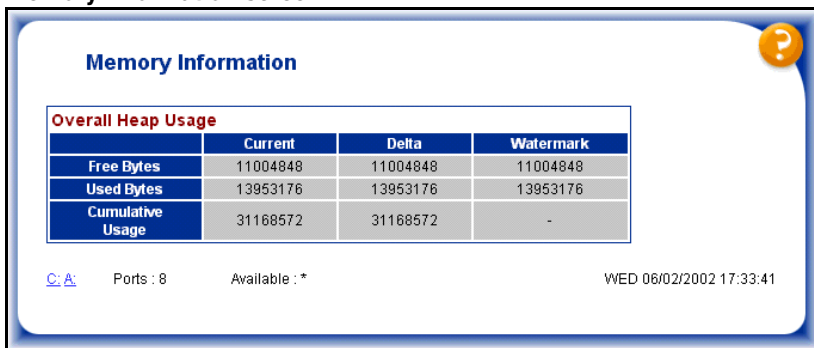 Memory Information
?
Overall Heap Usage
Current Delta Watermark
Free Bytes 11004848 11004848 11004848
Used Bytes 13953176 13953176 13953176
Cumulative
Usage 31168572 31168572 -
C: A: Ports : 8 Available : * WED 06/02/2002 17:33:41